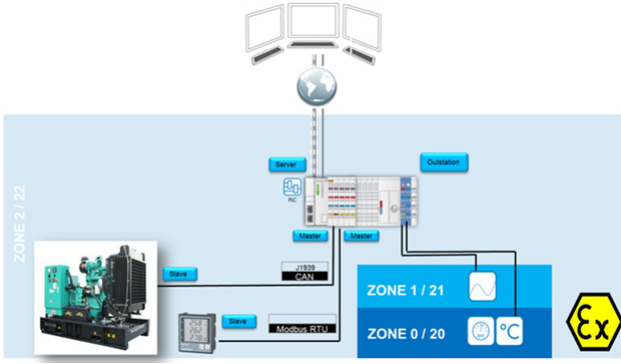 Server
Outstation
PLC
Master
Master
ZONE 2 / 22
Slave
J1939
CAN
Slave
Modbus RTU
ZONE 1 / 21
ZONE 0 / 20
°C
Ex